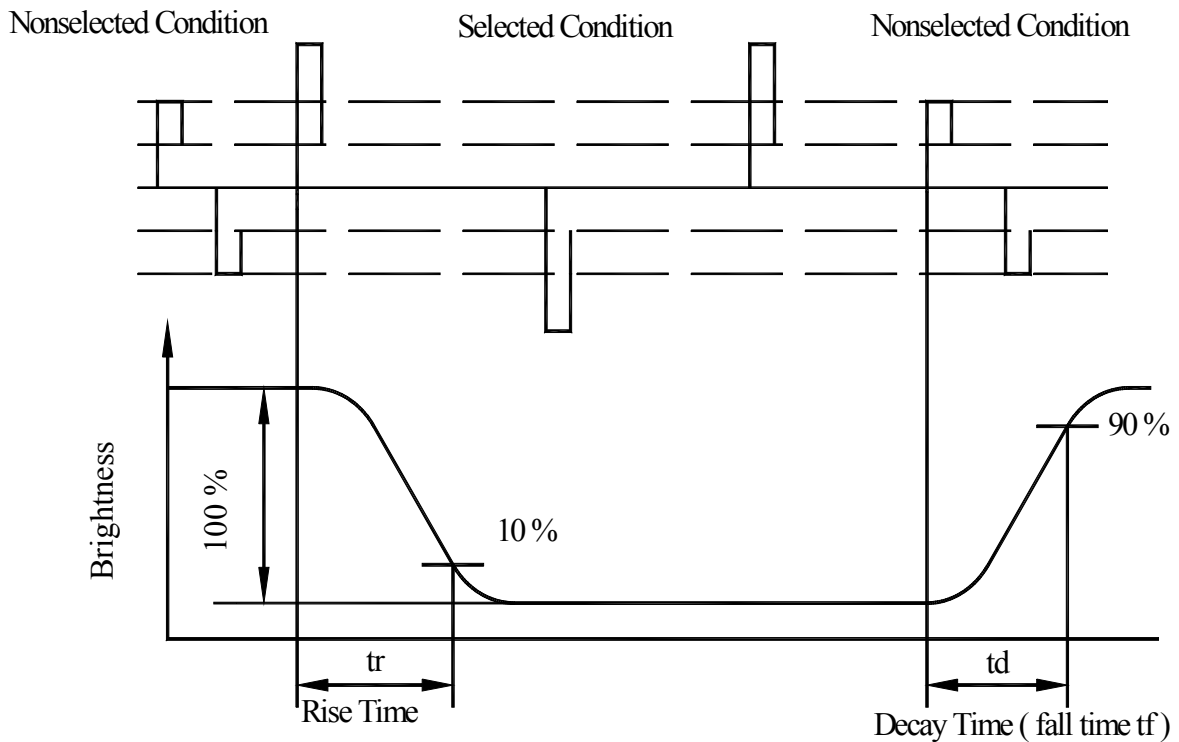 Nonselected Condition
Selected Condition
Nonselected Condition
Brightness
100 %
10 %
90 %
tr
Rise Time
td
Decay Time ( fall time tf )